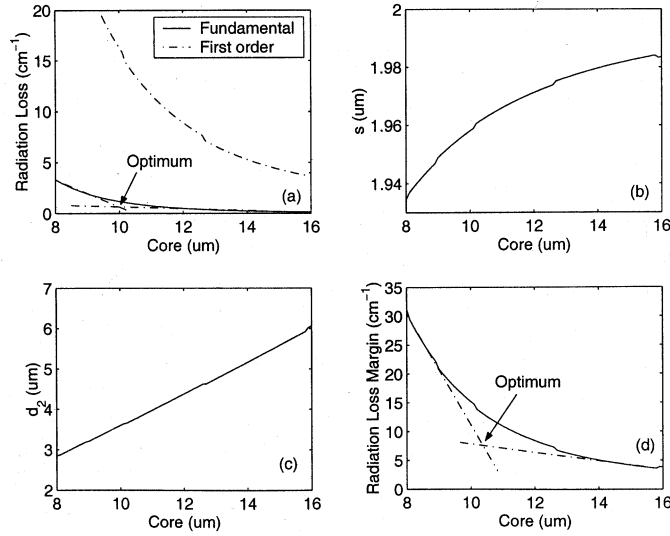 20
15
10
5
0
8 10 12 14 16
Radiation Loss (cm⁻¹)
Core (um)
Fundamental
First order
Optimum
(a)
2
1.98
1.96
1.94
8 10 12 14 16
s (um)
Core (um)
(b)
7
6
5
4
3
2
8 10 12 14 16
d₂ (um)
Core (um)
(c)
35
30
25
20
15
10
5
0
8 10 12 14 16
Radiation Loss Margin (cm⁻¹)
Core (um)
Optimum
(d)